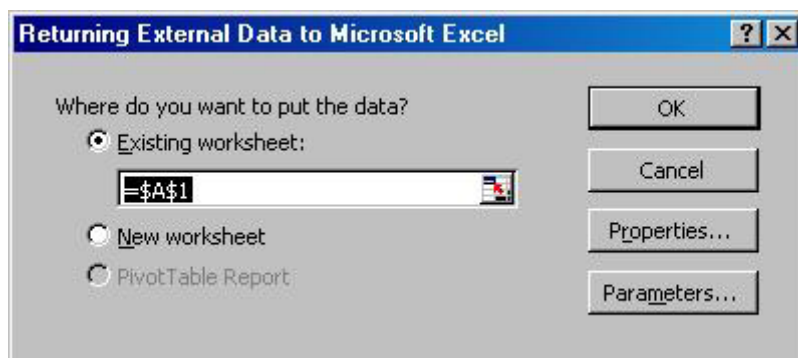 Returning External Data to Microsoft Excel
?
Where do you want to put the data?
Existing worksheet:
=$A$1
New worksheet
PivotTable Report
OK
Cancel
Properties...
Parameters...